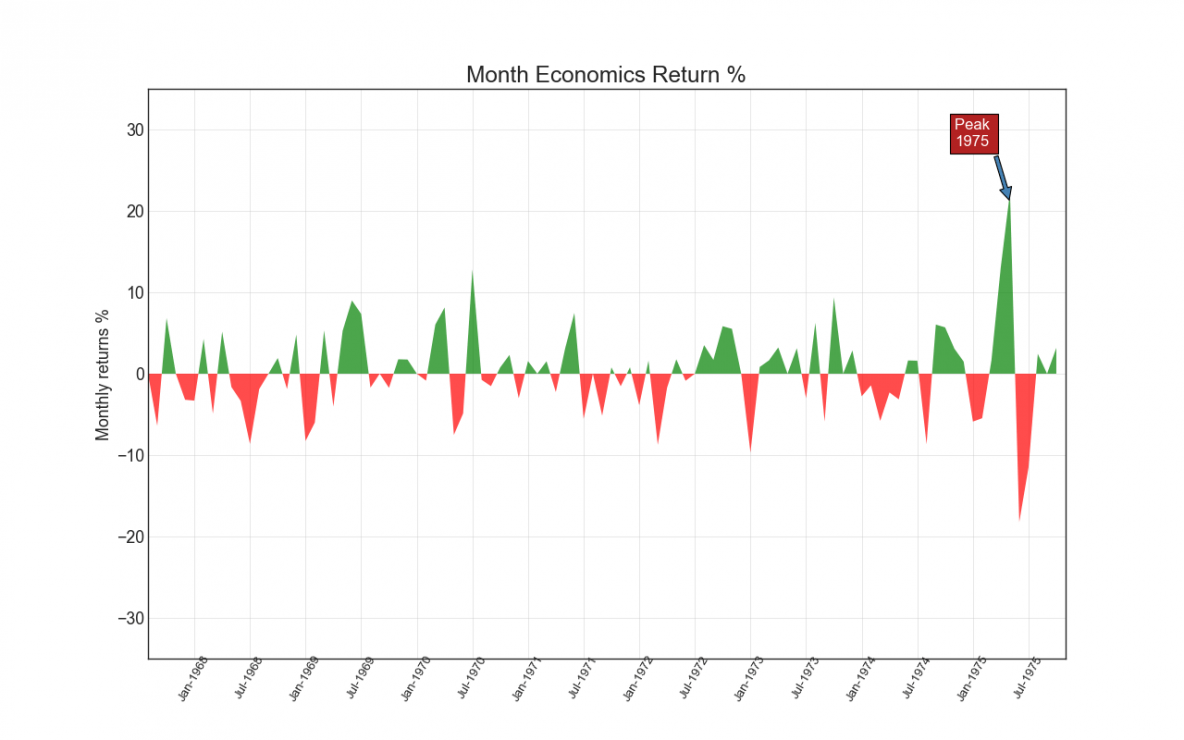 Month Economics Return %
Peak
1975
30
20
10
0
−10
−20
−30
Monthly returns %
Jan-1968
Jul-1968
Jan-1969
Jul-1969
Jan-1970
Jul-1970
Jan-1971
Jul-1971
Jan-1972
Jul-1972
Jan-1973
Jul-1973
Jan-1974
Jul-1974
Jan-1975
Jul-1975